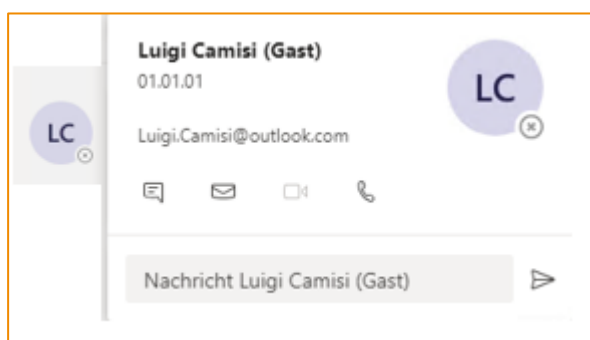 Luigi Camisi (Gast)
01.01.01
LC
LC
Luigi.Camisi@outlook.com
Nachricht Luigi Camisi (Gast)